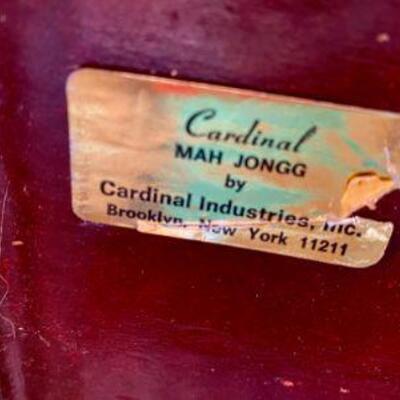 Cardinal
MAH JONGG
by
Cardinal Industries, Inc.
Brooklyn, New York 11211